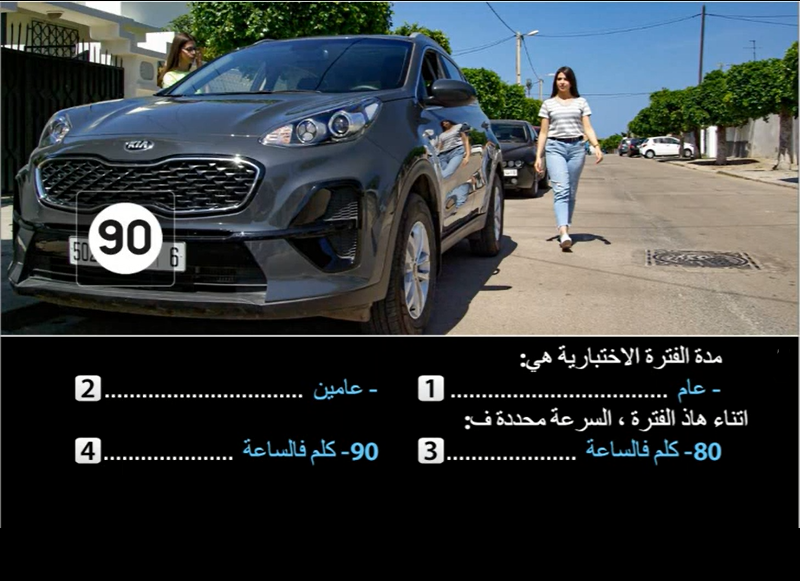 KIA
90
مدة الفترة الاختبارية هي:
- عام ........................................ 1
- عامين .................................... 2
اتناء هاذ الفترة ، السرعة محددة ف:
80- كلم فالساعة ..................... 3
90- كلم فالساعة ..................... 4